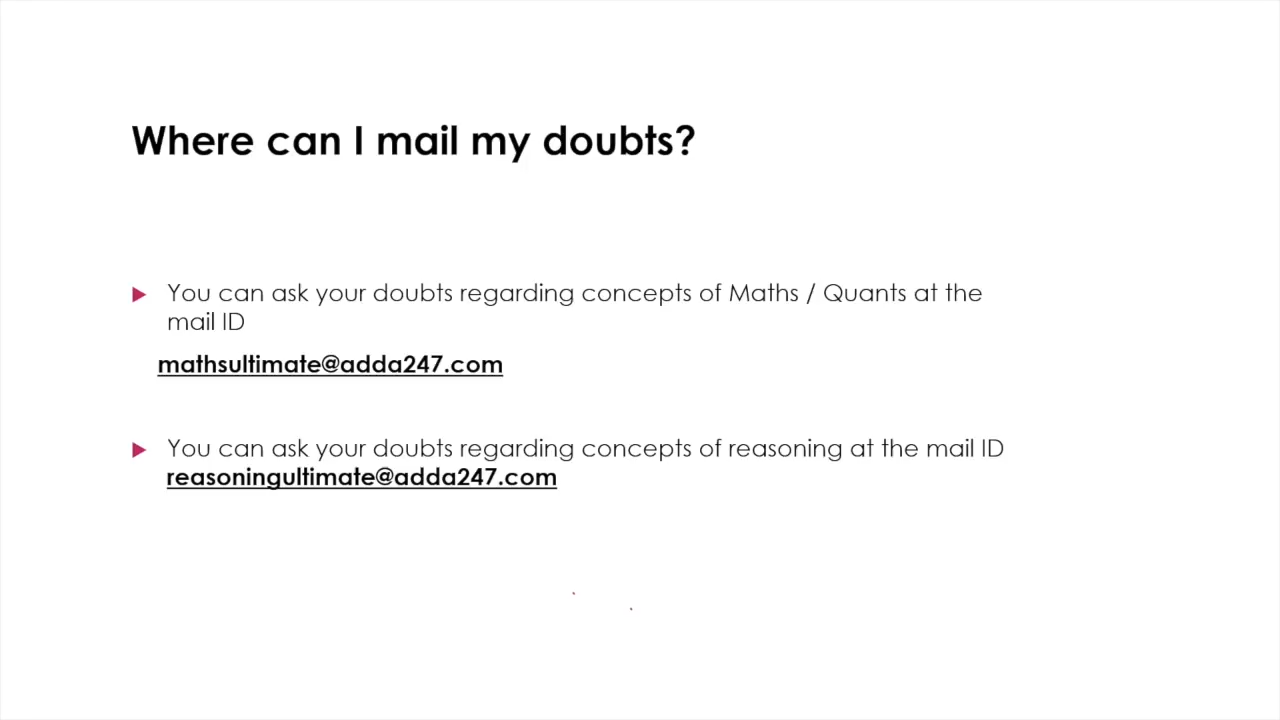 Where can I mail my doubts?
You can ask your doubts regarding concepts of Maths / Quants at the
mail ID
mathsultimate@adda247.com
You can ask your doubts regarding concepts of reasoning at the mail ID
reasoningultimate@adda247.com